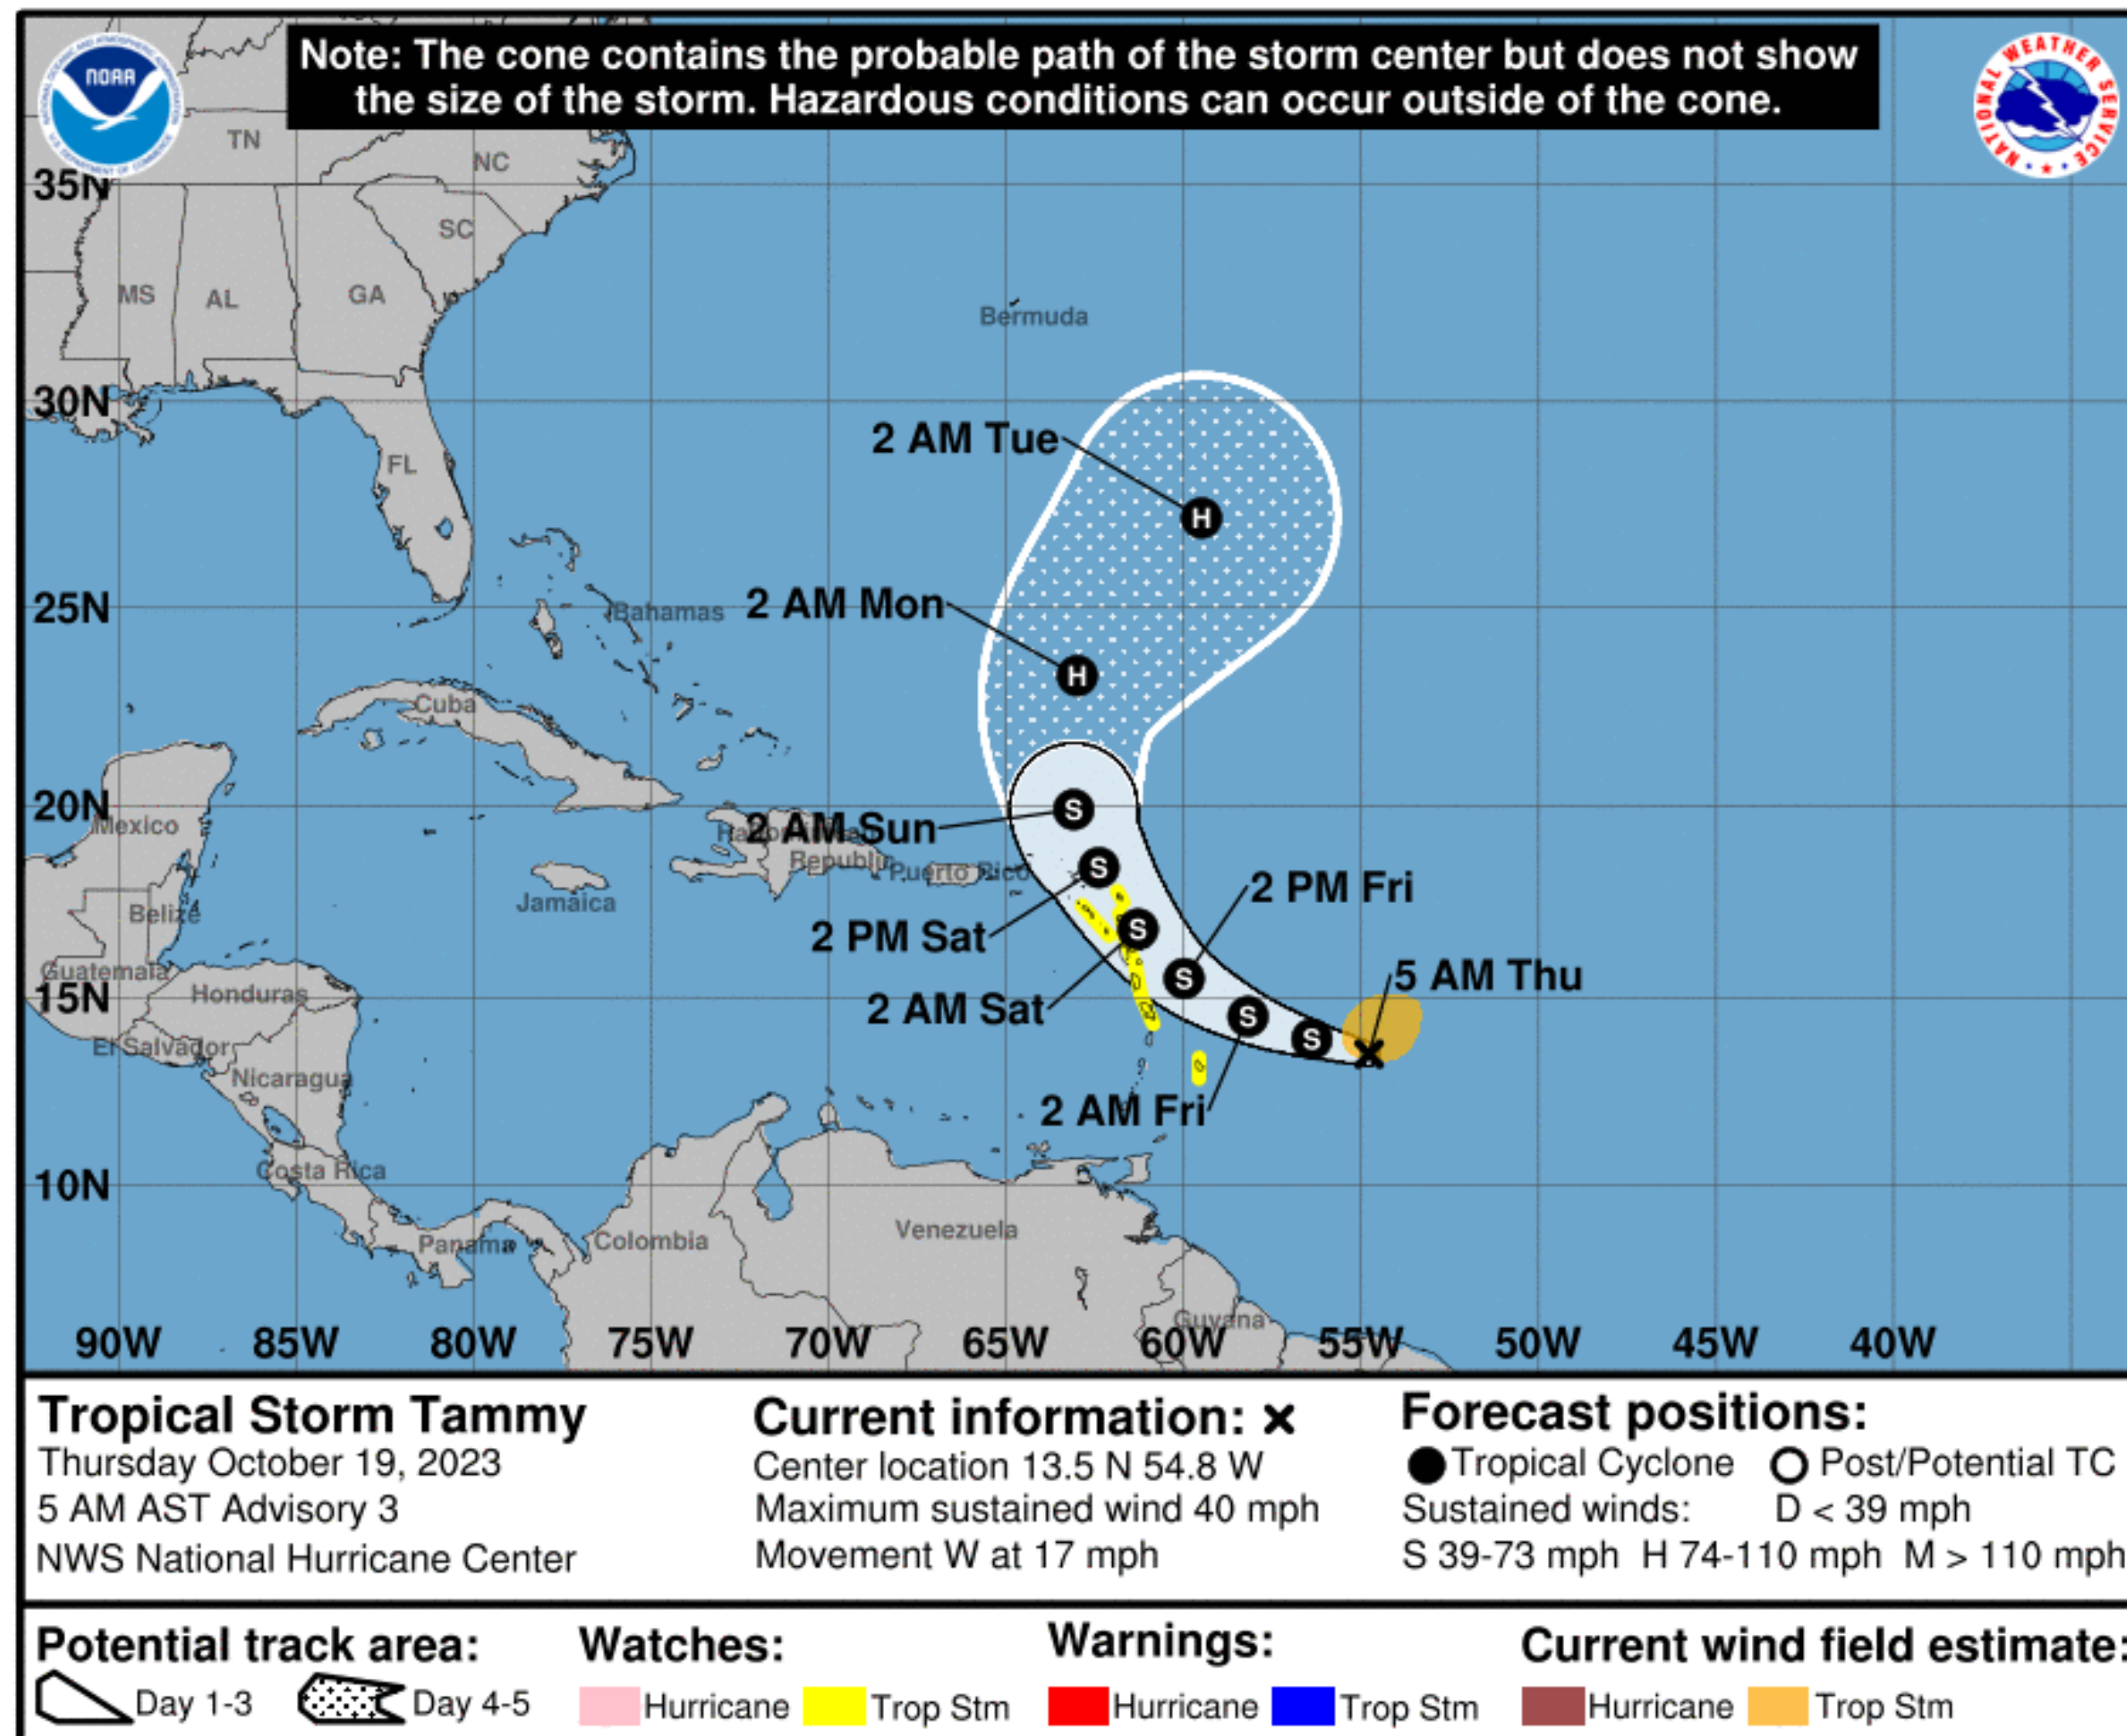 Note: The cone contains the probable path of the storm center but does not show
the size of the storm. Hazardous conditions can occur outside of the cone.
NOAA
NATIONAL WEATHER SERVICE
TN
NC
35N
SC
MS
AL
GA
Bermuda
30N
2 AM Tue
FL
H
25N
Bahamas
2 AM Mon
H
Cuba
20N
S
Mexico
2 AM Sun
Republic
Puerto Rico
S
2 PM Fri
Jamaica
Belize
2 PM Sat
S
Guatemala
S
5 AM Thu
15N
Honduras
2 AM Sat
S
S
El Salvador
Nicaragua
2 AM Fri
Costa Rica
10N
Panama
Colombia
Venezuela
Guyana
90W 85W 80W 75W 70W 65W 60W 55W 50W 45W 40W
Tropical Storm Tammy
Thursday October 19, 2023
5 AM AST Advisory 3
NWS National Hurricane Center
Current information: x
Center location 13.5 N 54.8 W
Maximum sustained wind 40 mph
Movement W at 17 mph
Forecast positions:
Tropical Cyclone Post/Potential TC
Sustained winds: D < 39 mph
S 39-73 mph H 74-110 mph M > 110 mph
Potential track area:
Day 1-3 Day 4-5
Watches:
Hurricane Trop Stm
Warnings:
Hurricane Trop Stm
Current wind field estimate:
Hurricane Trop Stm